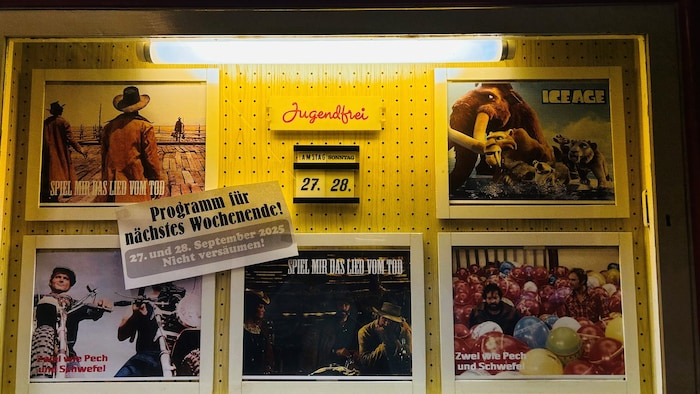 Jugendfrei
SAMSTAG SONNTAG
27. 28.
ICE AGE
SPIEL MIR DAS LIED VOM TOD
Programm für
nächstes Wochenende!
27. und 28. September 2025
Nicht versäumen!
SPIEL MIR DAS LIED VOM TOD
Zwei wie Pech
und Schwefel
Zwei wie Pech
und Schwefel